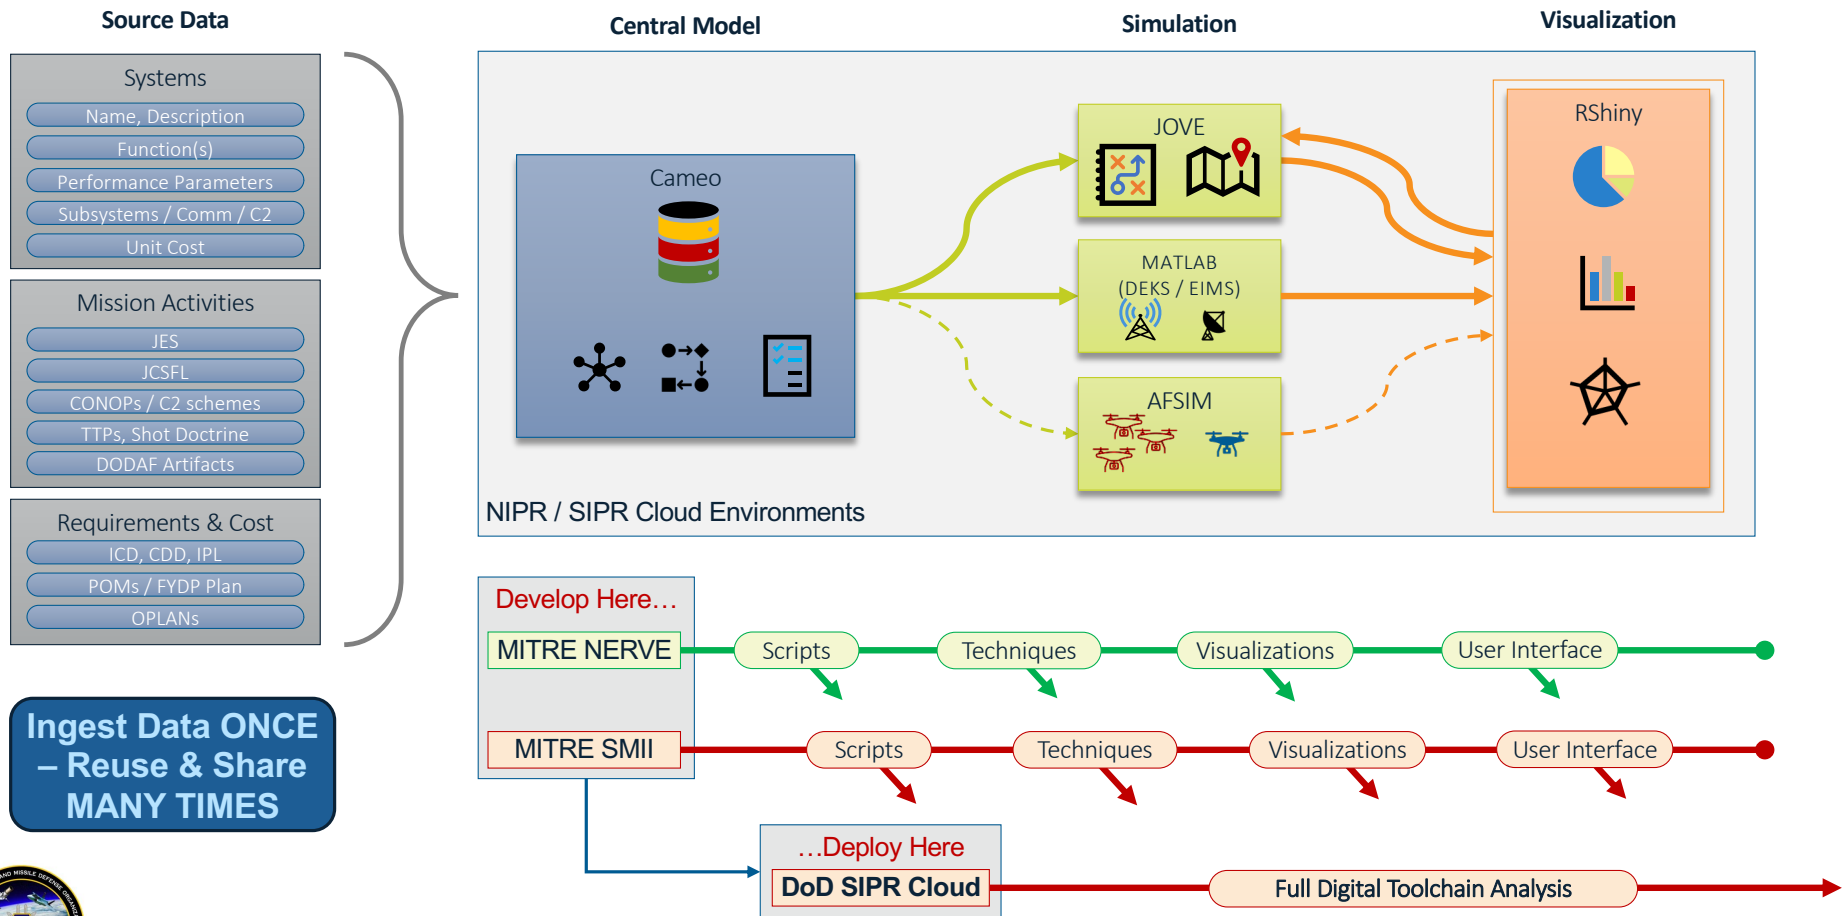 Source Data
Central Model
Simulation
Visualization
Systems
Name, Description
Function(s)
Performance Parameters
Subsystems / Comm / C2
Unit Cost
Mission Activities
JES
JCSFL
CONOPs / C2 schemes
TTPs, Shot Doctrine
DODAF Artifacts
Requirements & Cost
ICD, CDD, IPL
POMs / FYDP Plan
OPLANs
Cameo
JOVE
MATLAB
(DEKS / EIMS)
AFSIM
RShiny
NIPR / SIPR Cloud Environments
Ingest Data ONCE
– Reuse & Share
MANY TIMES
Develop Here…
MITRE NERVE
Scripts
Techniques
Visualizations
User Interface
MITRE SMII
Scripts
Techniques
Visualizations
User Interface
…Deploy Here
DoD SIPR Cloud
Full Digital Toolchain Analysis
AND MISSILE DEFENSE